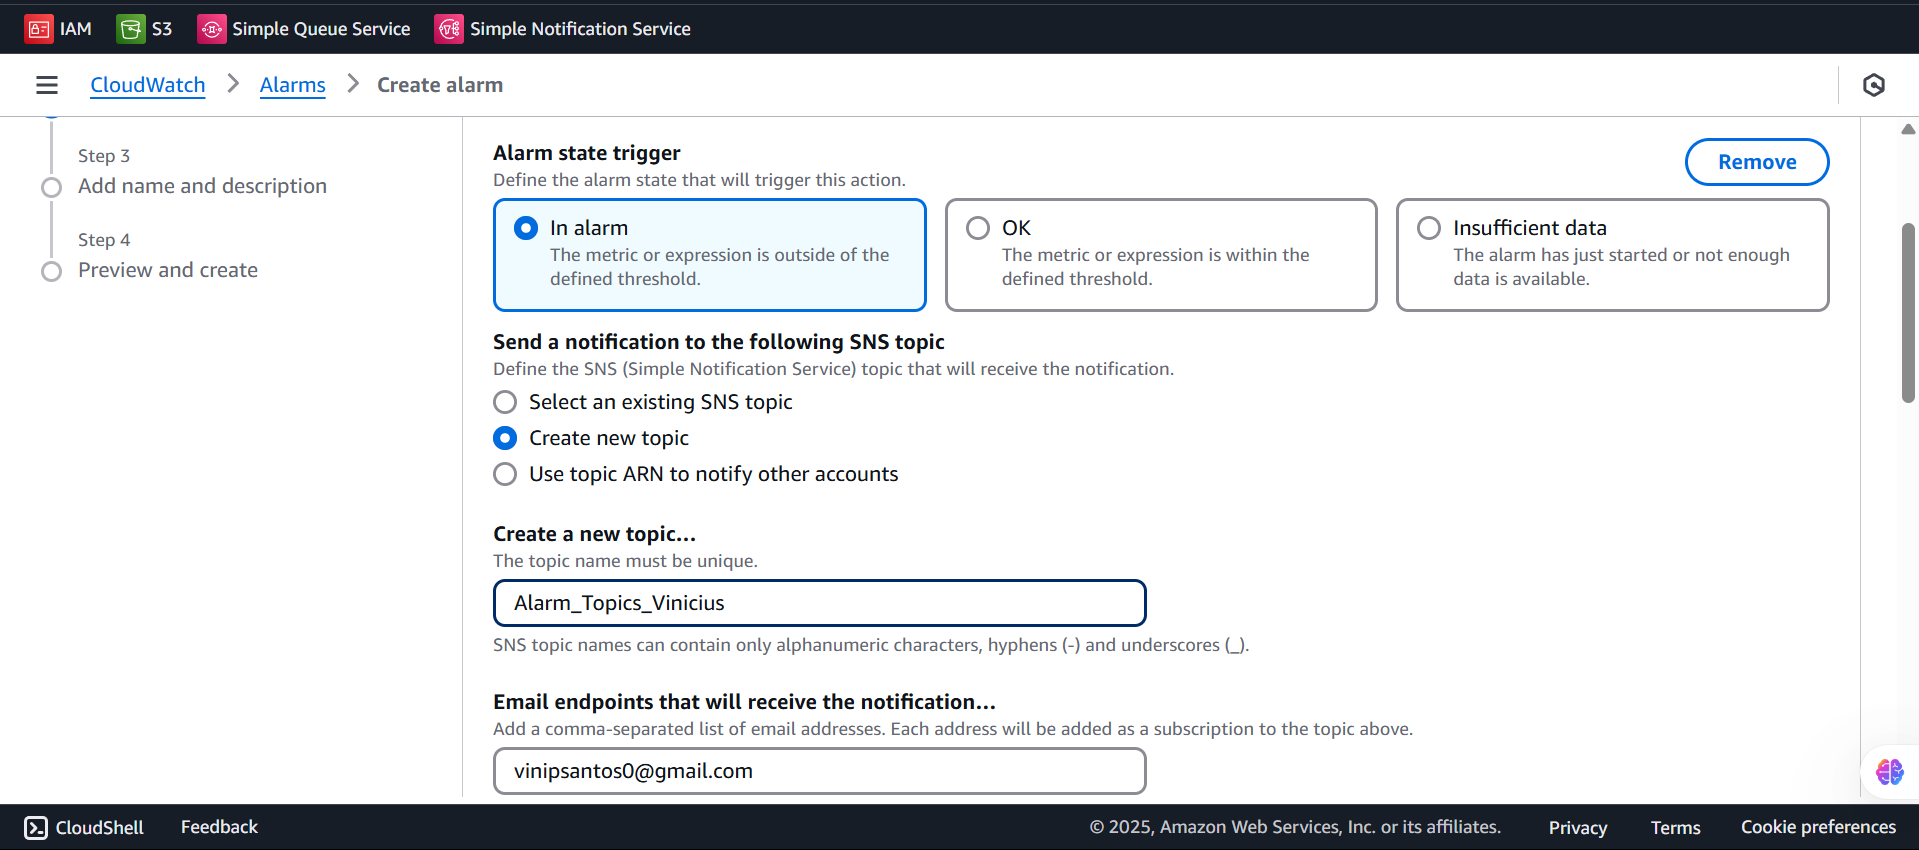 IAM S3 Simple Queue Service Simple Notification Service
CloudWatch Alarms Create alarm
Step 3
Add name and description
Step 4
Preview and create
Alarm state trigger
Define the alarm state that will trigger this action.
Remove
In alarm
The metric or expression is outside of the
defined threshold.
OK
The metric or expression is within the
defined threshold.
Insufficient data
The alarm has just started or not enough
data is available.
Send a notification to the following SNS topic
Define the SNS (Simple Notification Service) topic that will receive the notification.
Select an existing SNS topic
Create new topic
Use topic ARN to notify other accounts
Create a new topic...
The topic name must be unique.
Alarm_Topics_Vinicius
SNS topic names can contain only alphanumeric characters, hyphens (-) and underscores (_).
Email endpoints that will receive the notification...
Add a comma-separated list of email addresses. Each address will be added as a subscription to the topic above.
vinipsantos0@gmail.com
CloudShell Feedback © 2025, Amazon Web Services, Inc. or its affiliates. Privacy Terms Cookie preferences